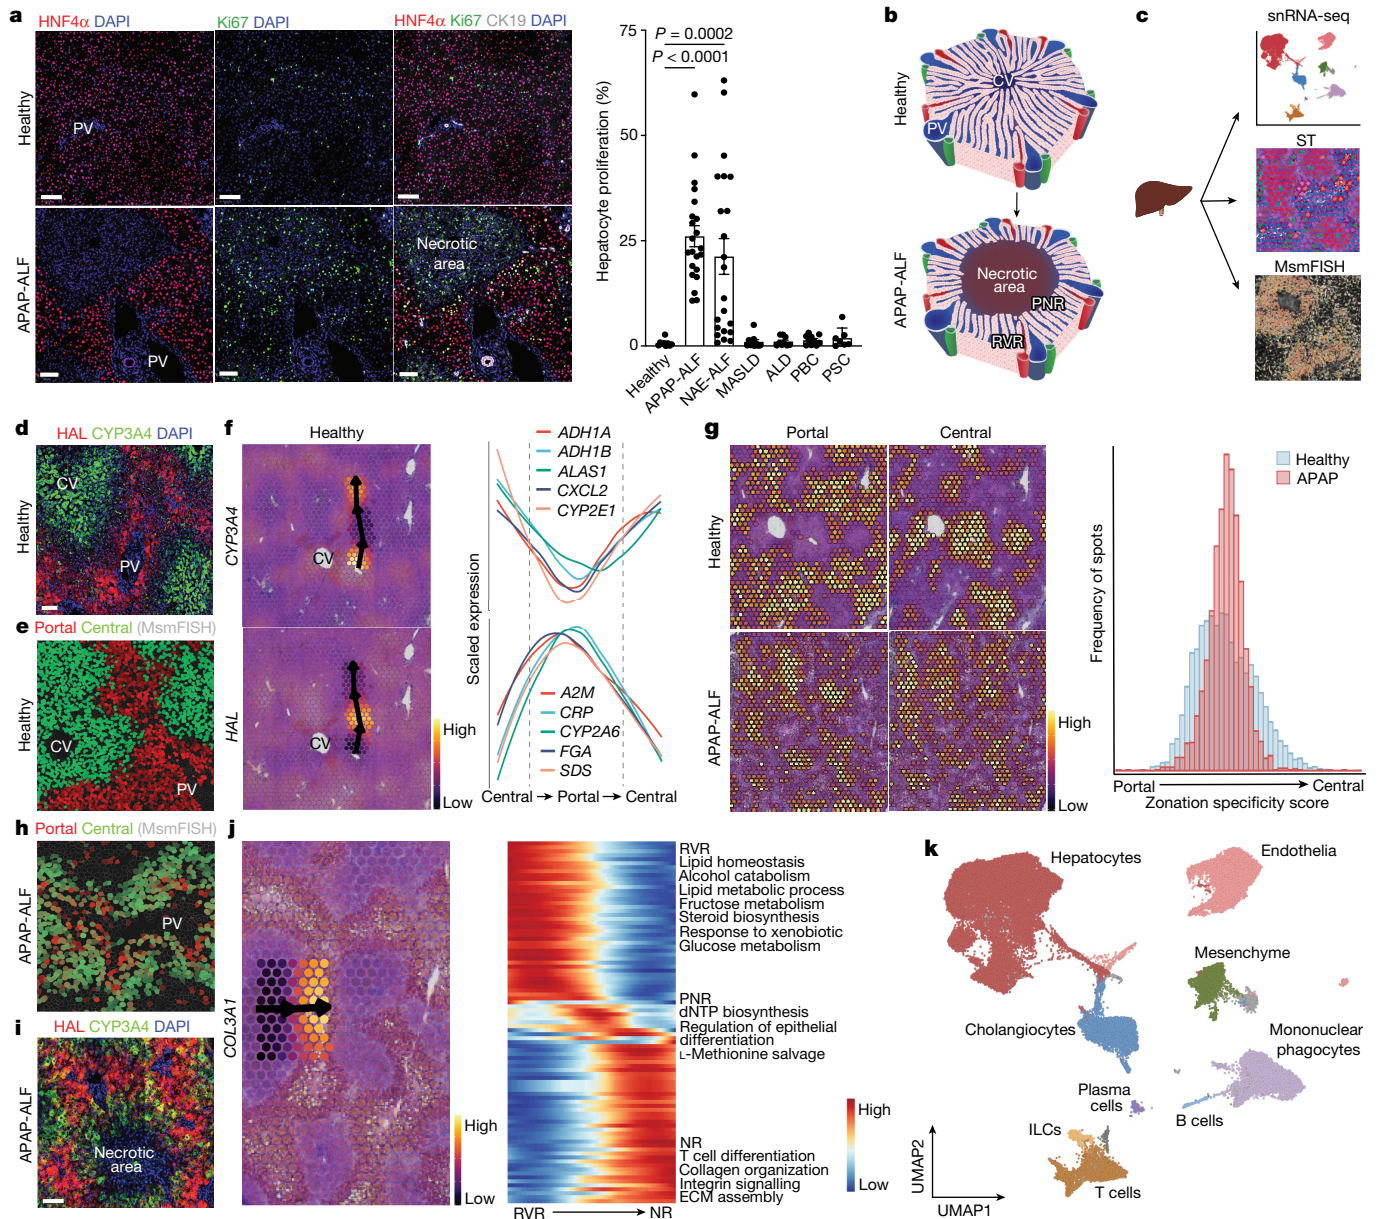 a
HNF4α DAPI
Ki67 DAPI
HNF4α Ki67 CK19 DAPI
Healthy
PV
APAP-ALF
PV
Necrotic
area
Hepatocyte proliferation (%)
75
50
25
0
P = 0.0002
P < 0.0001
Healthy
APAP-ALF
NAE-ALF
MASLD
ALD
PBC
PSC
b
Healthy
CV
PV
APAP-ALF
Necrotic
area
PNR
RVR
c
snRNA-seq
ST
MsmFISH
d
HAL CYP3A4 DAPI
Healthy
CV
PV
e
Portal Central (MsmFISH)
Healthy
CV
PV
f
Healthy
CYP3A4
CV
HAL
CV
High
Low
Scaled expression
ADH1A
ADH1B
ALAS1
CXCL2
CYP2E1
A2M
CRP
CYP2A6
FGA
SDS
Central → Portal → Central
g
Portal
Central
Healthy
APAP-ALF
High
Low
Frequency of spots
Healthy
APAP
Portal
Central
Zonation specificity score
h
Portal Central (MsmFISH)
APAP-ALF
PV
i
HAL CYP3A4 DAPI
APAP-ALF
Necrotic
area
j
COL3A1
High
Low
RVR
Lipid homeostasis
Alcohol catabolism
Lipid metabolic process
Fructose metabolism
Steroid biosynthesis
Response to xenobiotic
Glucose metabolism
PNR
dNTP biosynthesis
Regulation of epithelial
differentiation
L-Methionine salvage
NR
T cell differentiation
Collagen organization
Integrin signalling
ECM assembly
RVR
NR
High
Low
k
Hepatocytes
Endothelia
Mesenchyme
Cholangiocytes
Mononuclear
phagocytes
Plasma
cells
B cells
ILCs
T cells
UMAP2
UMAP1